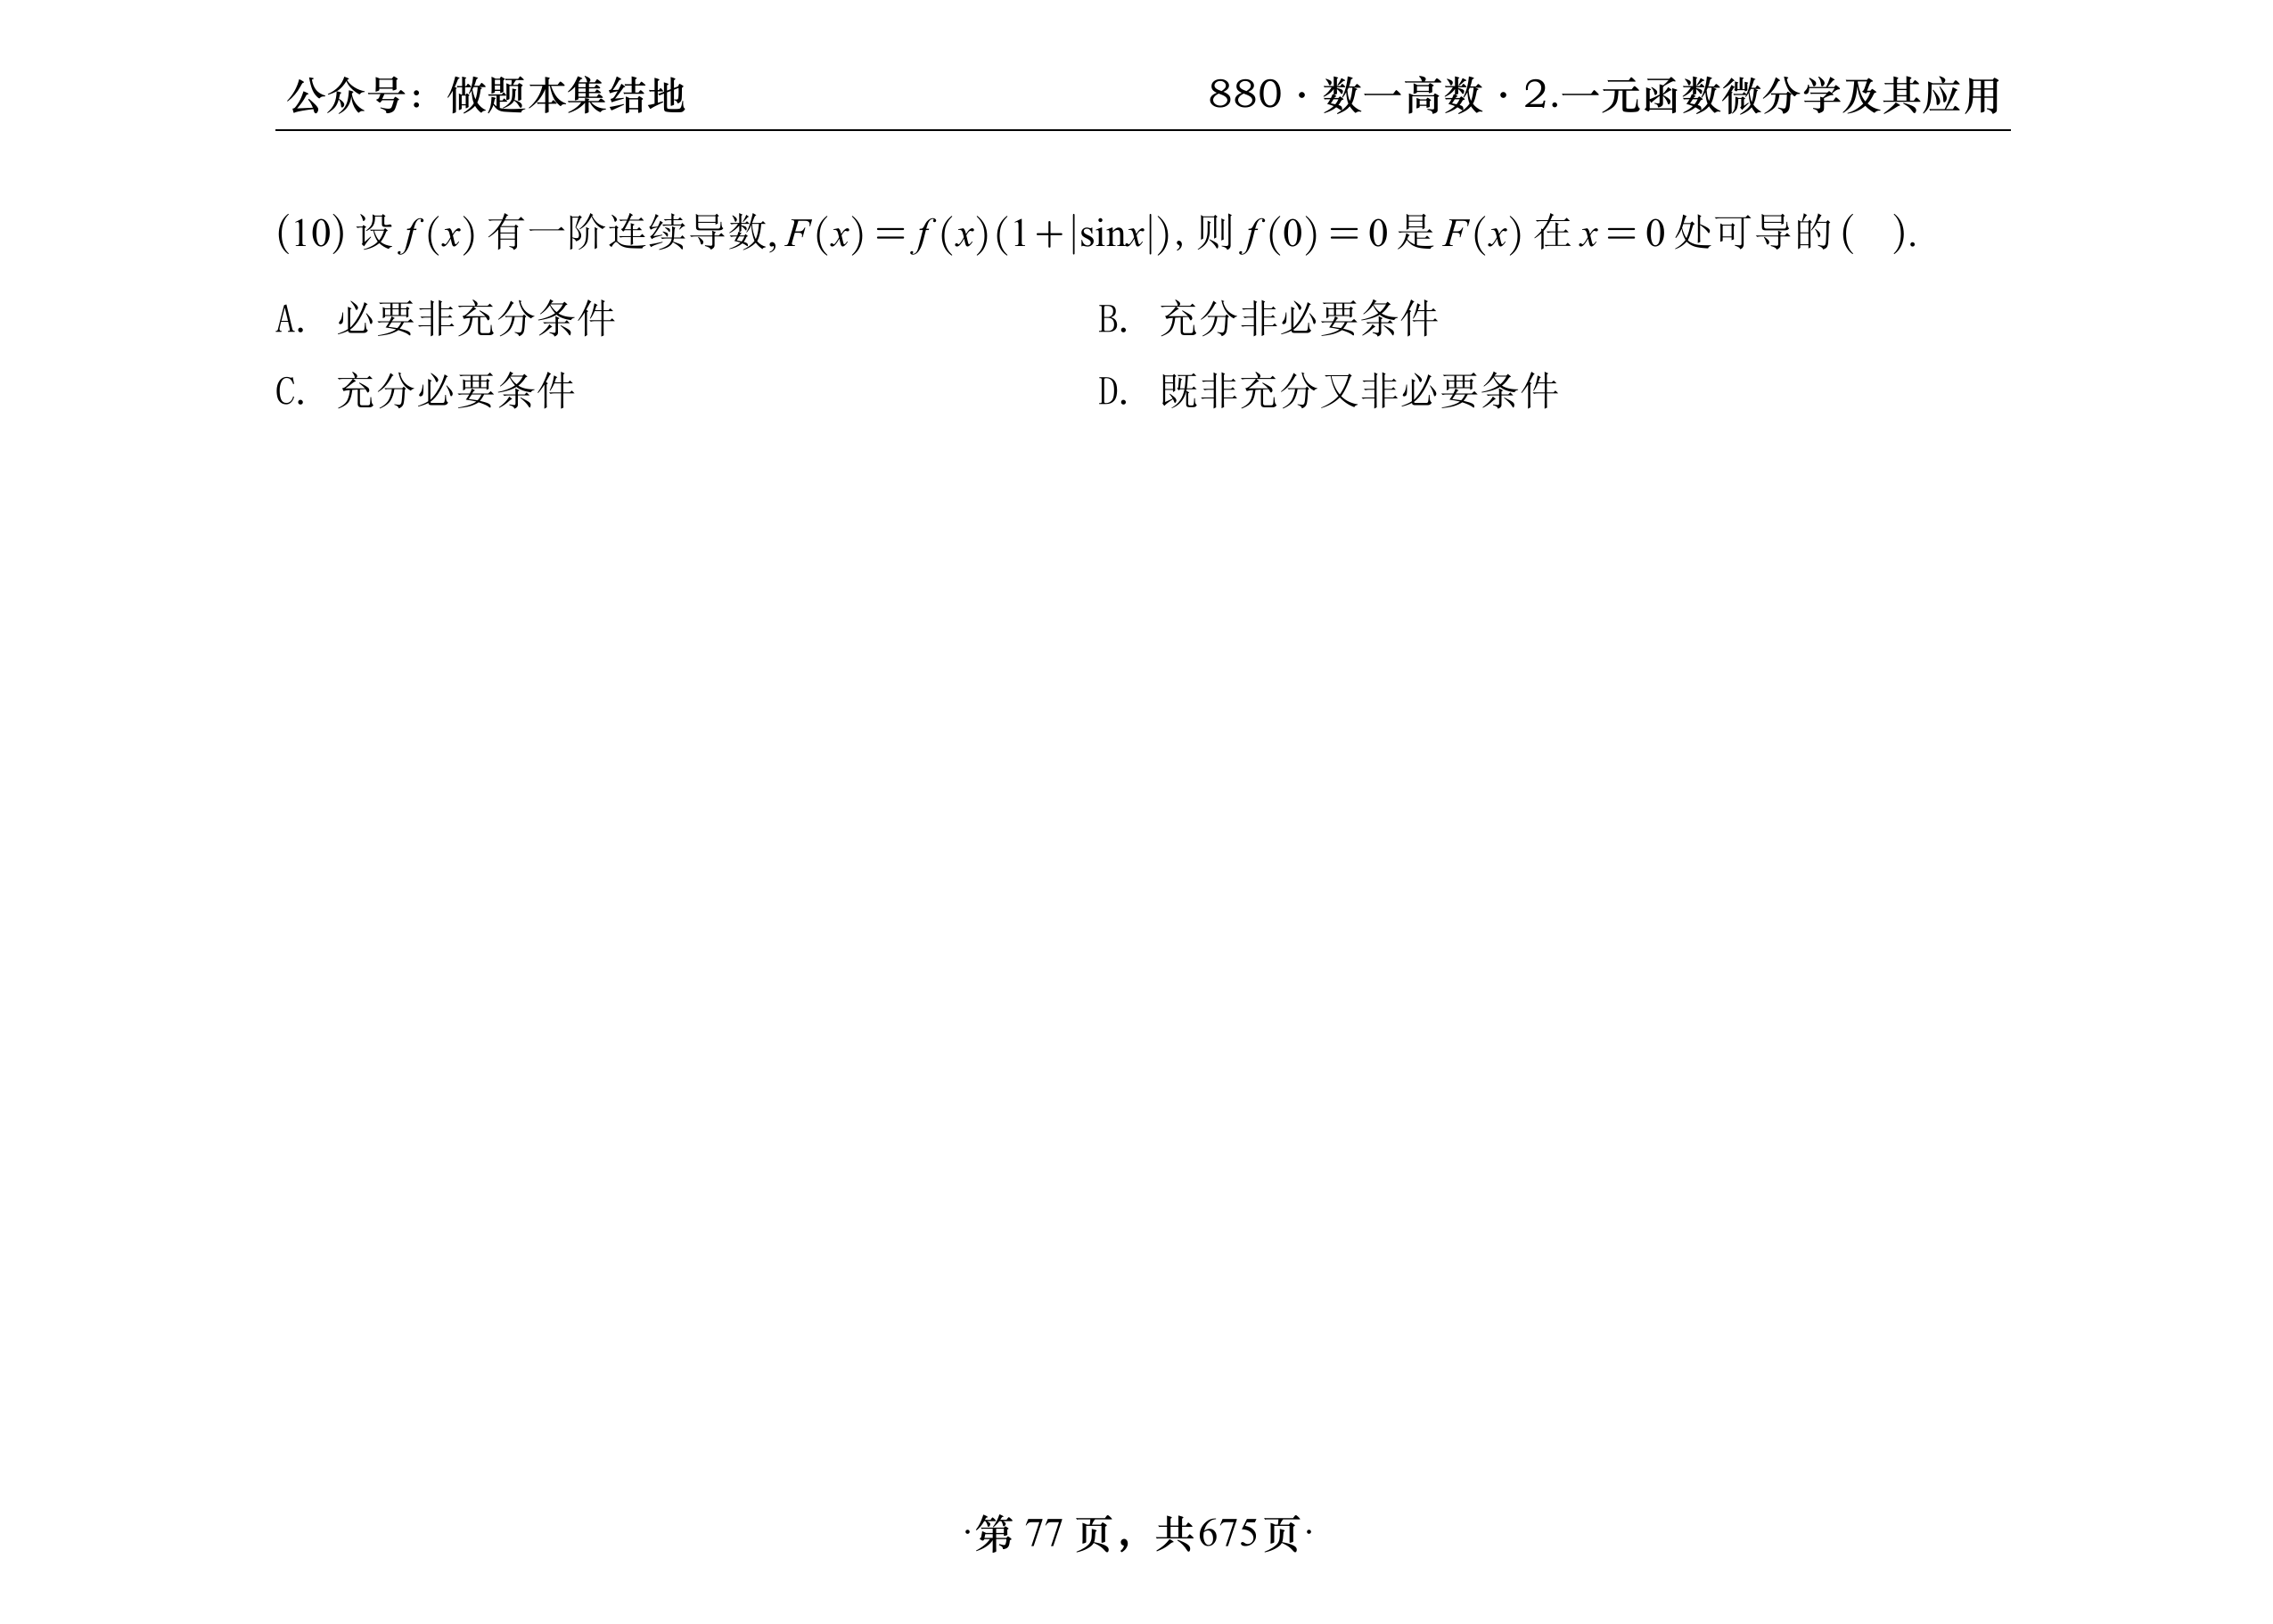 公众号：做题本集结地
880·数一高数·2.一元函数微分学及其应用
(10) 设 f(x) 有一阶连续导数, F(x) = f(x)(1+|sinx|), 则 f(0) = 0 是 F(x) 在 x = 0 处可导的 (   ).
A. 必要非充分条件
B. 充分非必要条件
C. 充分必要条件
D. 既非充分又非必要条件
·第 77 页，共675页·